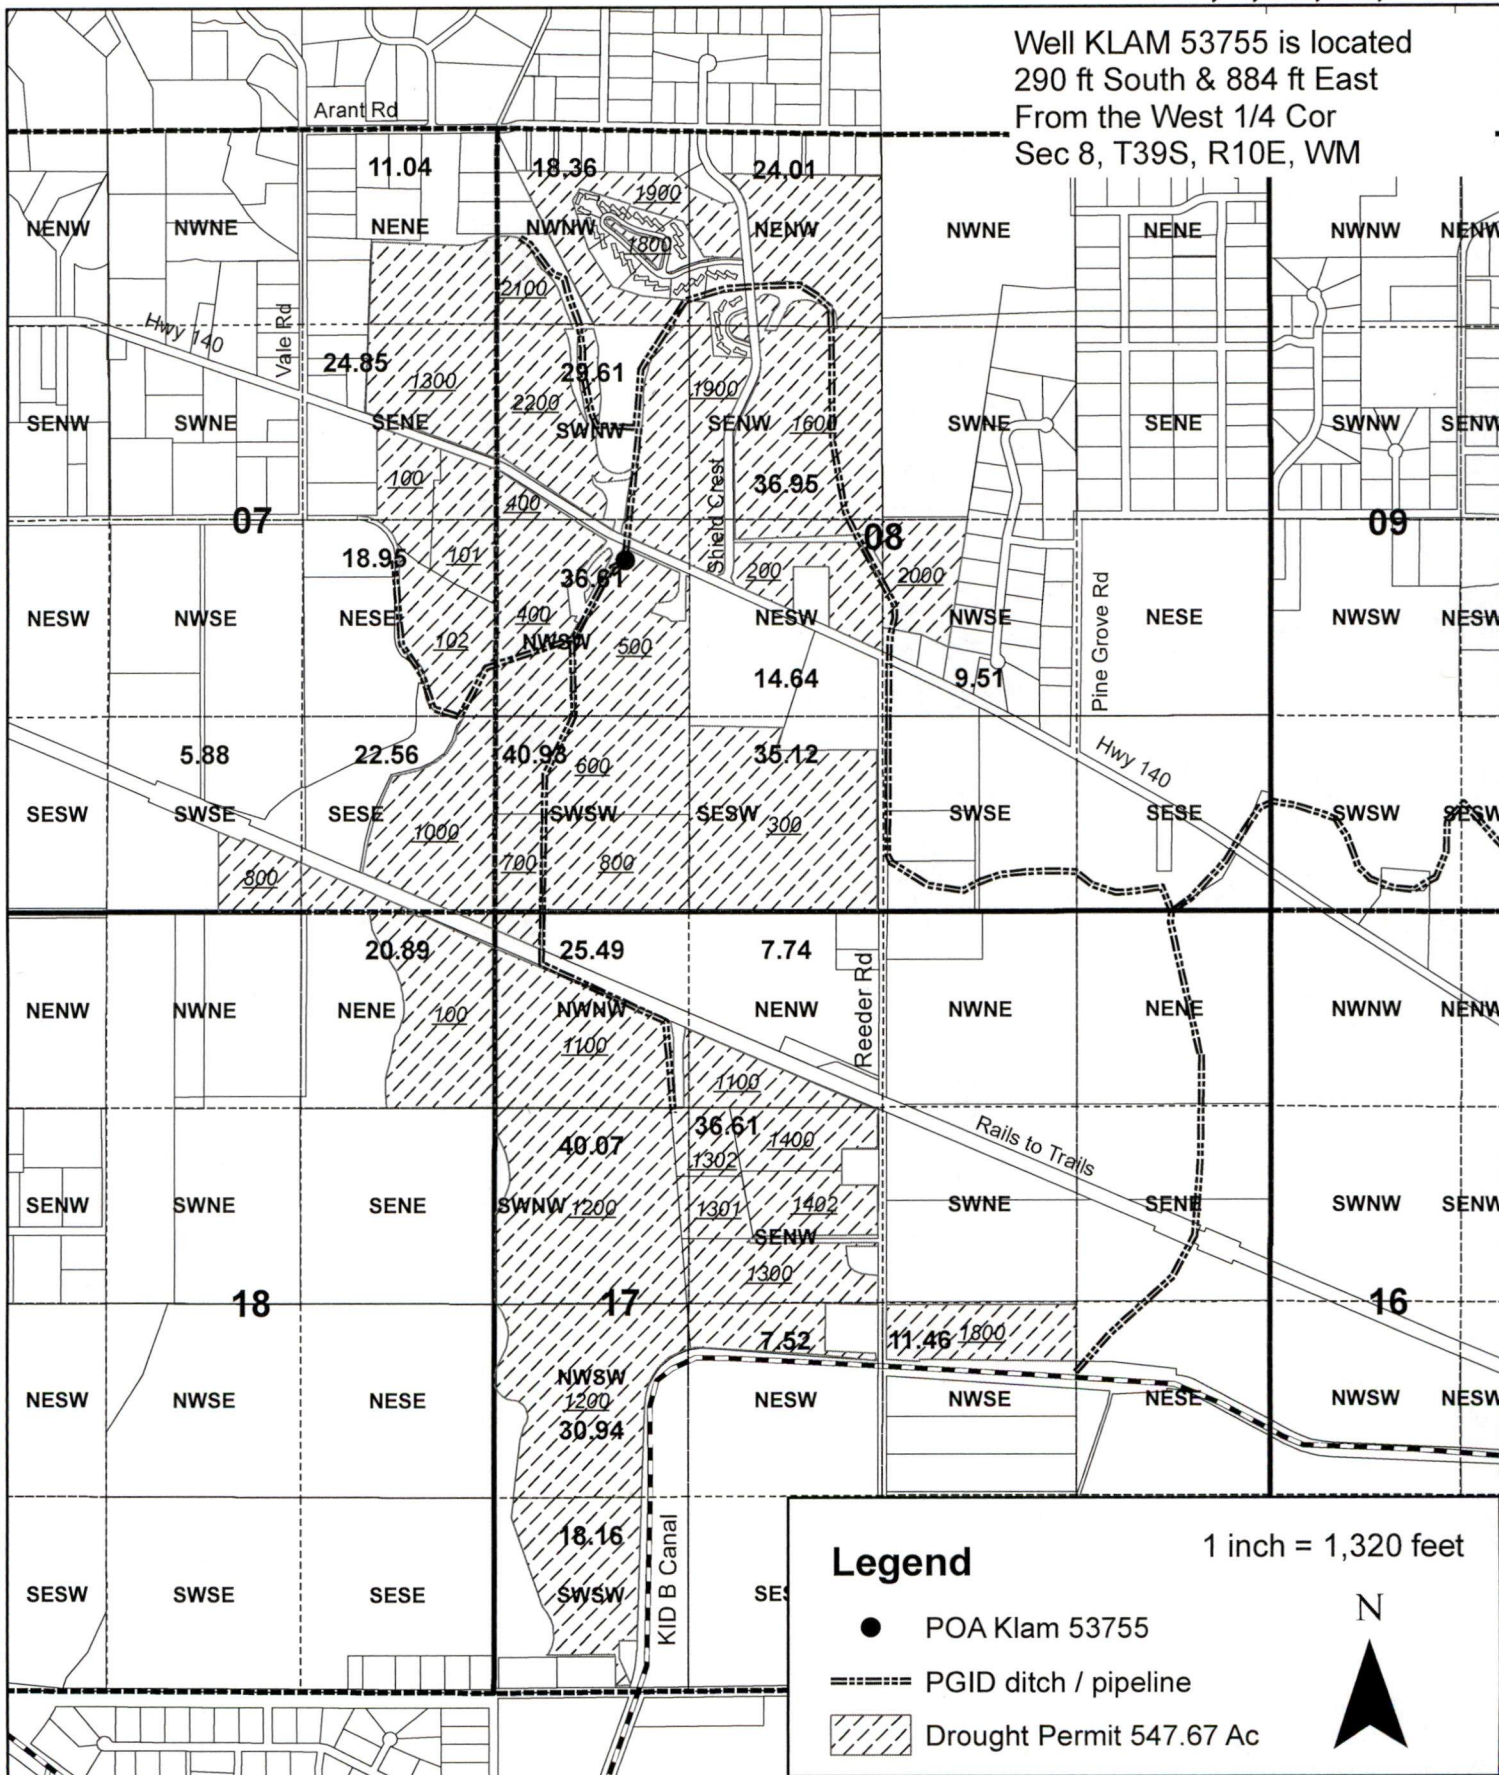 Well KLAM 53755 is located
290 ft South & 884 ft East
From the West 1/4 Cor
Sec 8, T39S, R10E, WM
Arant Rd
11.04
18.36
24.01
1900
NENW
NWNE
NENE
NWNW
NENW
NWNE
NENE
NWNW
NENW
1800
2100
Hwy 140
Vale Rd
24.85
1300
29.61
2200
1900
SENW
SWNE
SENE
SWNW
SENW
1600
SWNE
SENE
SWNW
SENW
100
36.95
400
Shield Crest
07
08
09
18.95
101
36.61
200
2000
NESW
NWSE
NESE
102
400
NWSW
500
NESW
NWSE
NESE
NWSW
NESW
Pine Grove Rd
14.64
9.51
5.88
22.56
40.98
600
35.12
Hwy 140
SESW
SWSE
SESE
1000
SWSW
SESW
300
SWSE
SESE
SWSW
SESW
800
700
800
20.89
25.49
7.74
NENW
NWNE
NENE
100
NWNW
NENW
Reeder Rd
NWNE
NENE
NWNW
NENW
1100
1100
40.07
36.61
1400
1302
Rails to Trails
SENW
SWNE
SENE
SWNW
1200
1301
1402
SENW
SWNE
SENE
SWNW
SENW
1300
18
17
16
7.52
11.46
1800
NESW
NWSE
NESE
NWSW
1200
NESW
NWSE
NESE
NWSW
NESW
30.94
18.16
SESW
SWSE
SESE
SWSW
KID B Canal
Legend
1 inch = 1,320 feet
N
POA Klam 53755
PGID ditch / pipeline
Drought Permit 547.67 Ac